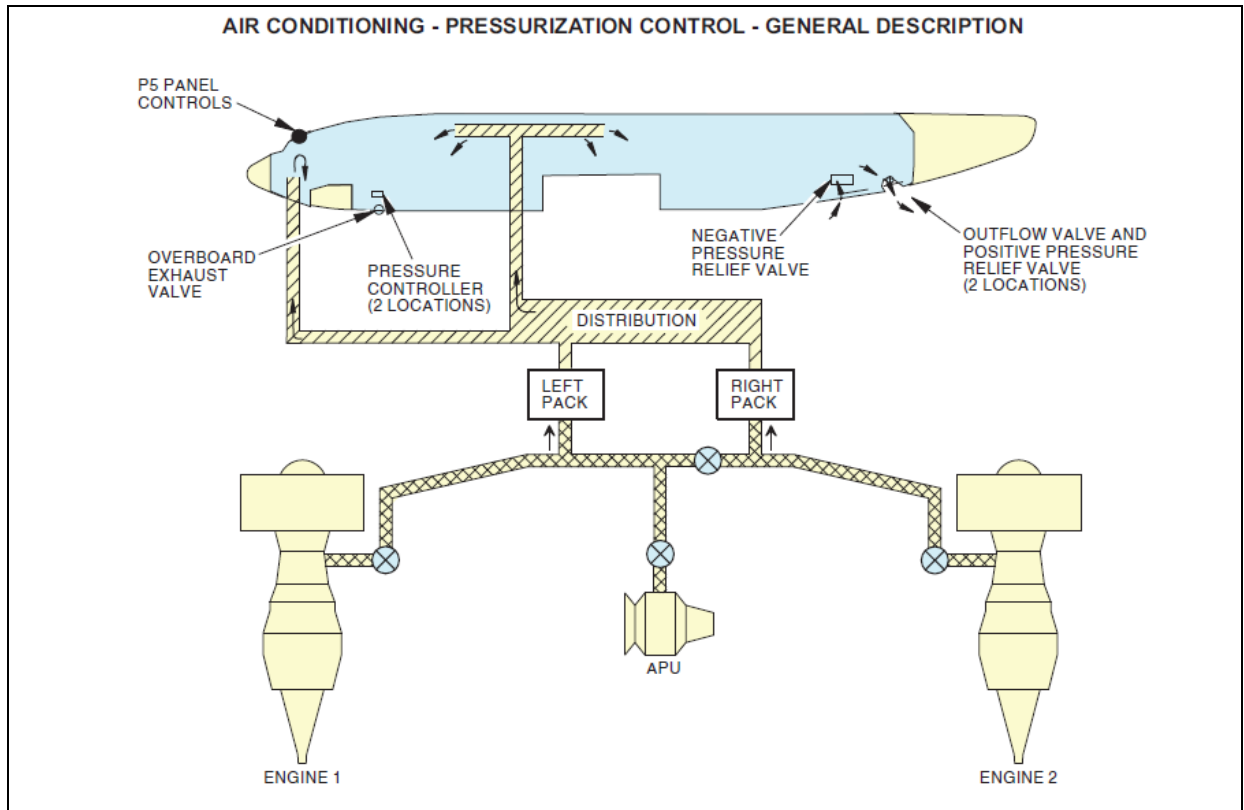 AIR CONDITIONING - PRESSURIZATION CONTROL - GENERAL DESCRIPTION
P5 PANEL
CONTROLS
OVERBOARD
EXHAUST
VALVE
PRESSURE
CONTROLLER
(2 LOCATIONS)
NEGATIVE
PRESSURE
RELIEF VALVE
OUTFLOW VALVE AND
POSITIVE PRESSURE
RELIEF VALVE
(2 LOCATIONS)
DISTRIBUTION
LEFT
PACK
RIGHT
PACK
APU
ENGINE 1
ENGINE 2